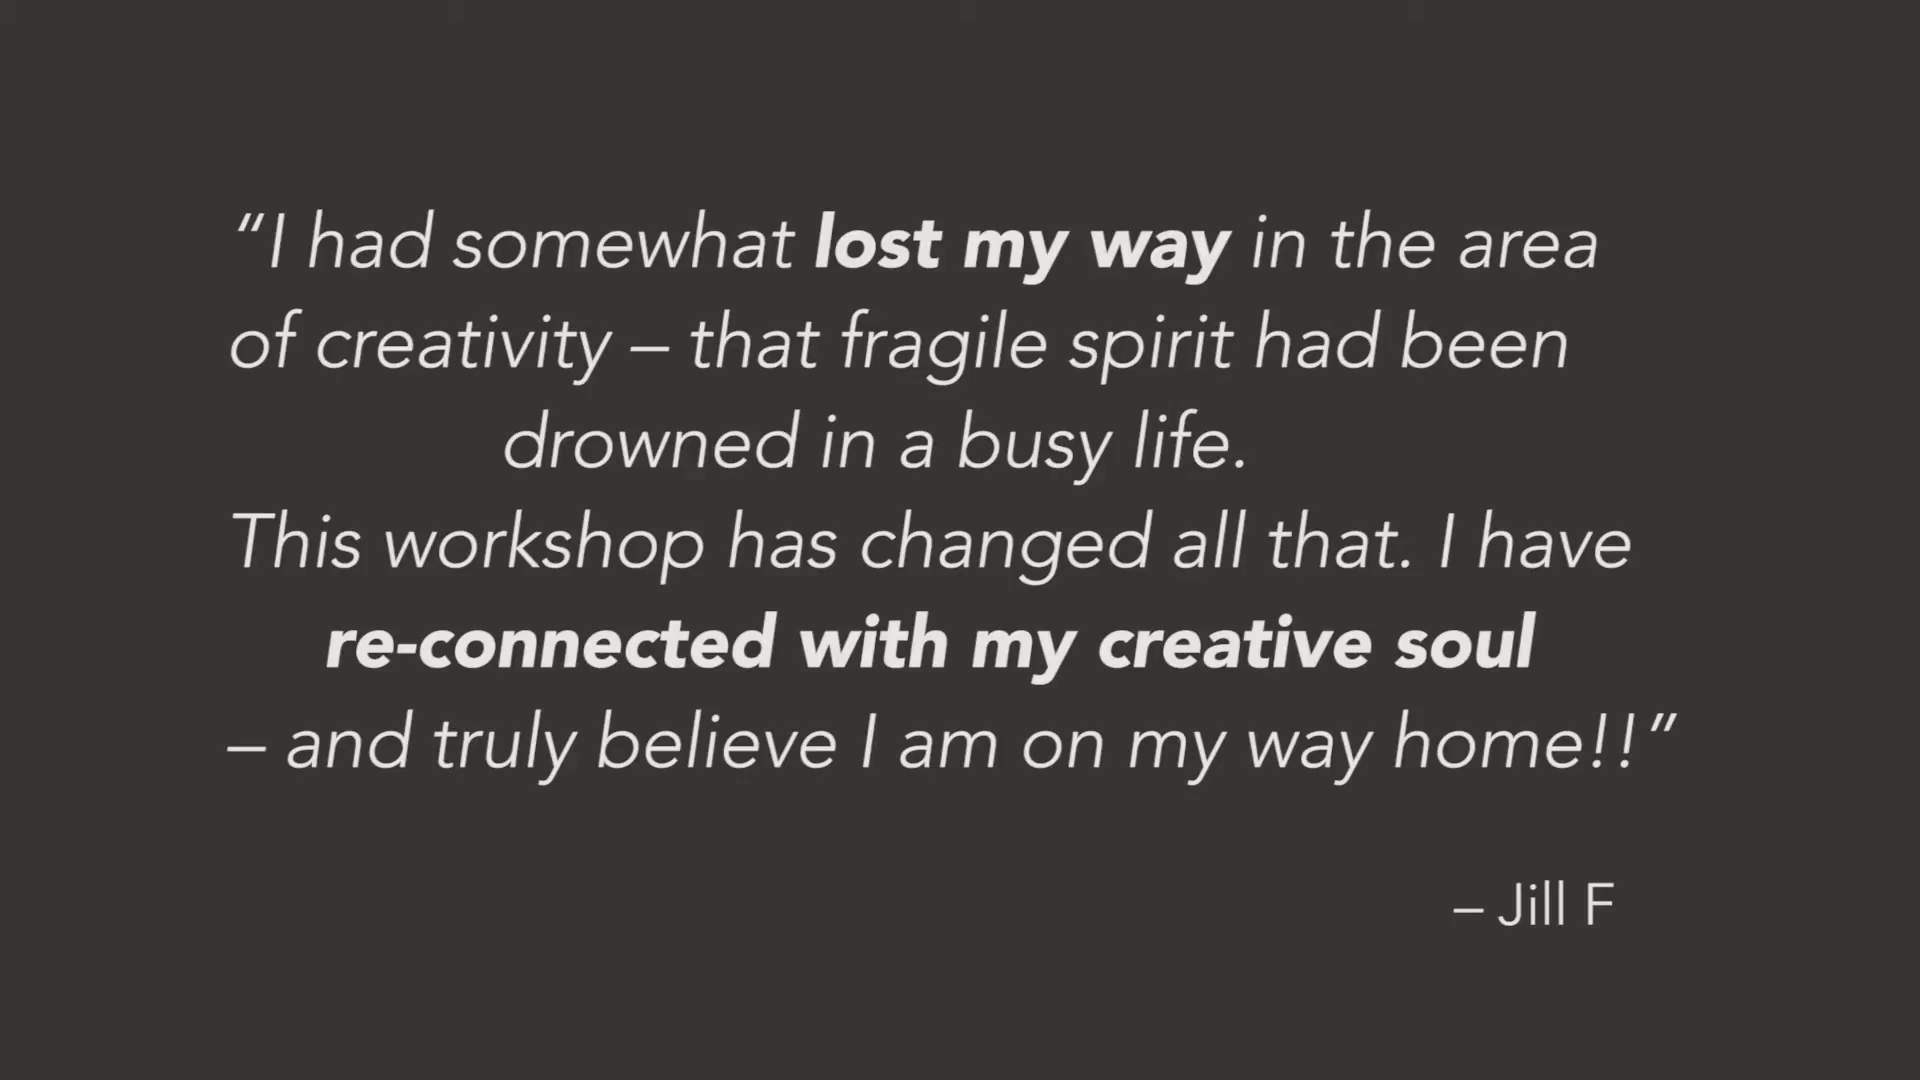 “I had somewhat lost my way in the area
of creativity – that fragile spirit had been
drowned in a busy life.
This workshop has changed all that. I have
re-connected with my creative soul
– and truly believe I am on my way home!!”
– Jill F